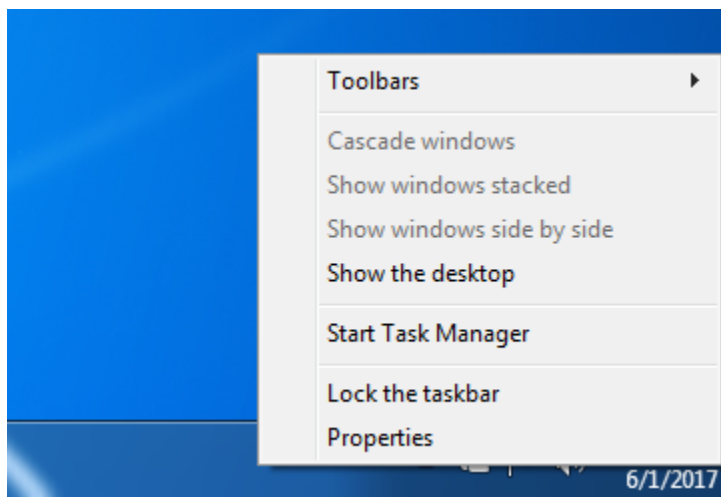 Toolbars
Cascade windows
Show windows stacked
Show windows side by side
Show the desktop
Start Task Manager
Lock the taskbar
Properties
6/1/2017